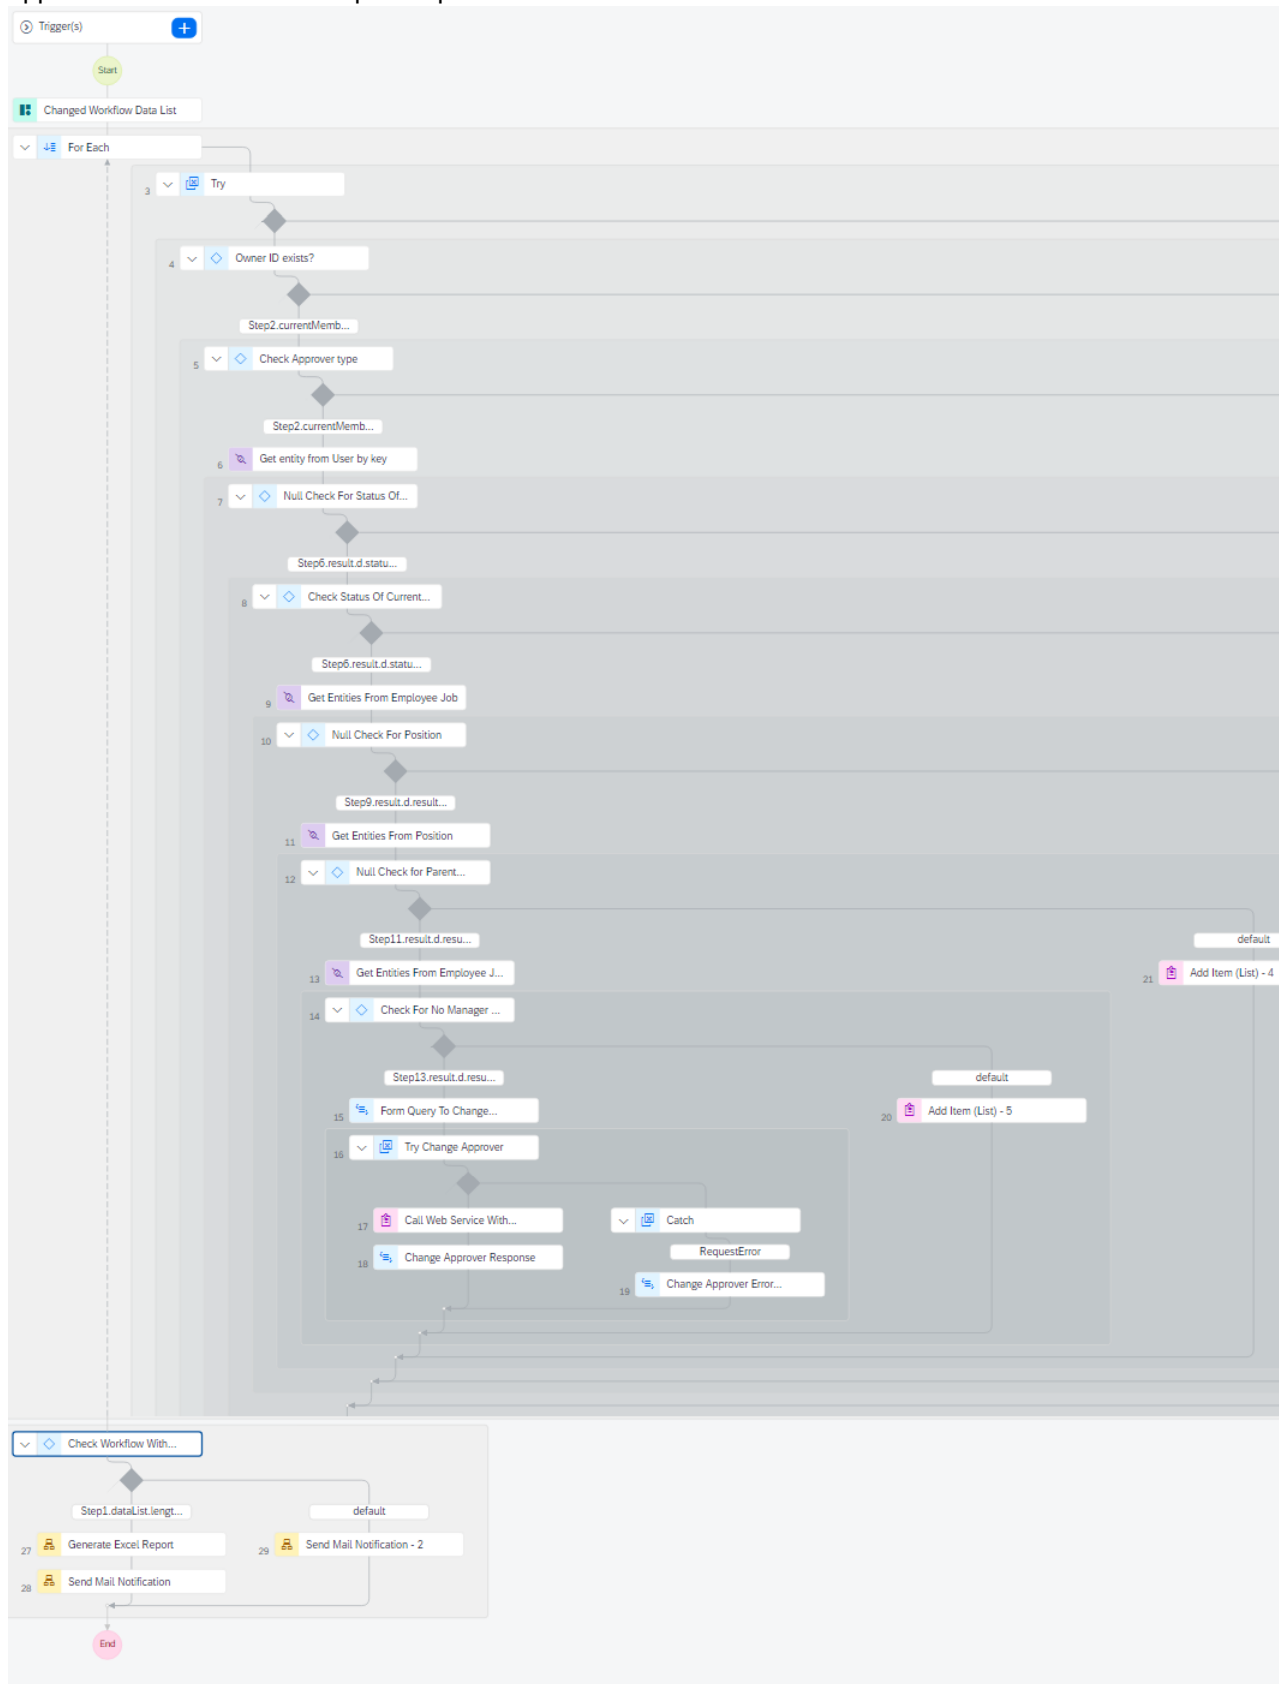 Trigger(s)
Start
Changed Workflow Data List
For Each
3 Try
4 Owner ID exists?
Step2.currentMemb...
5 Check Approver type
Step2.currentMemb...
6 Get entity from User by key
7 Null Check For Status Of...
Step6.result.d.statu...
8 Check Status Of Current...
Step6.result.d.statu...
9 Get Entities From Employee Job
10 Null Check For Position
Step9.result.d.result...
11 Get Entities From Position
12 Null Check for Parent...
Step11.result.d.resu... default
13 Get Entities From Employee J... 21 Add Item (List) - 4
14 Check For No Manager ...
Step13.result.d.resu... default
15 Form Query To Change... 20 Add Item (List) - 5
16 Try Change Approver
17 Call Web Service With... Catch
18 Change Approver Response RequestError
19 Change Approver Error...
Check Workflow With...
Step1.dataList.lengt... default
27 Generate Excel Report 29 Send Mail Notification - 2
28 Send Mail Notification
End